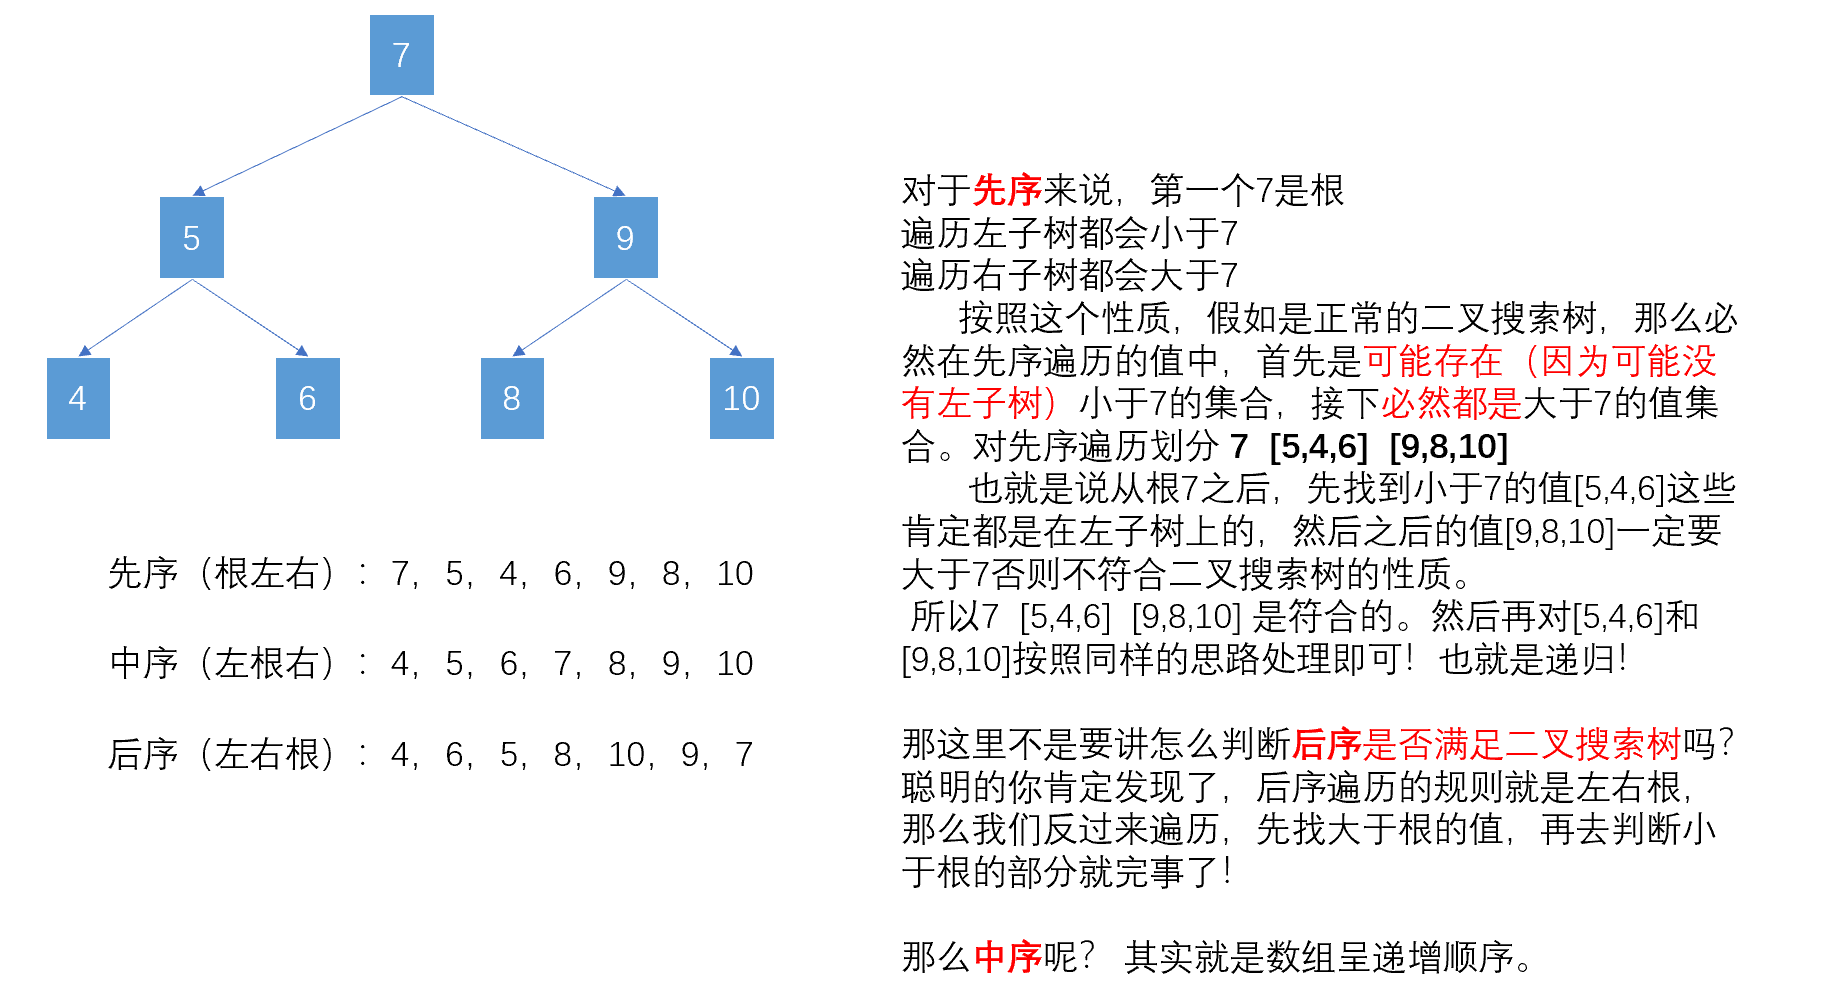 7
5
9
4
6
8
10
先序（根左右）：7，5，4，6，9，8，10
中序（左根右）：4，5，6，7，8，9，10
后序（左右根）：4，6，5，8，10，9，7
对于先序来说，第一个7是根
遍历左子树都会小于7
遍历右子树都会大于7
按照这个性质，假如是正常的二叉搜索树，那么必
然在先序遍历的值中，首先是可能存在（因为可能没
有左子树）小于7的集合，接下必然都是大于7的值集
合。对先序遍历划分 7 [5,4,6] [9,8,10]
也就是说从根7之后，先找到小于7的值[5,4,6]这些
肯定都是在左子树上的，然后之后的值[9,8,10]一定要
大于7否则不符合二叉搜索树的性质。
所以7 [5,4,6] [9,8,10] 是符合的。然后再对[5,4,6]和
[9,8,10]按照同样的思路处理即可！也就是递归！
那这里不是要讲怎么判断后序是否满足二叉搜索树吗？
聪明的你肯定发现了，后序遍历的规则就是左右根，
那么我们反过来遍历，先找大于根的值，再去判断小
于根的部分就完事了！
那么中序呢？ 其实就是数组呈递增顺序。